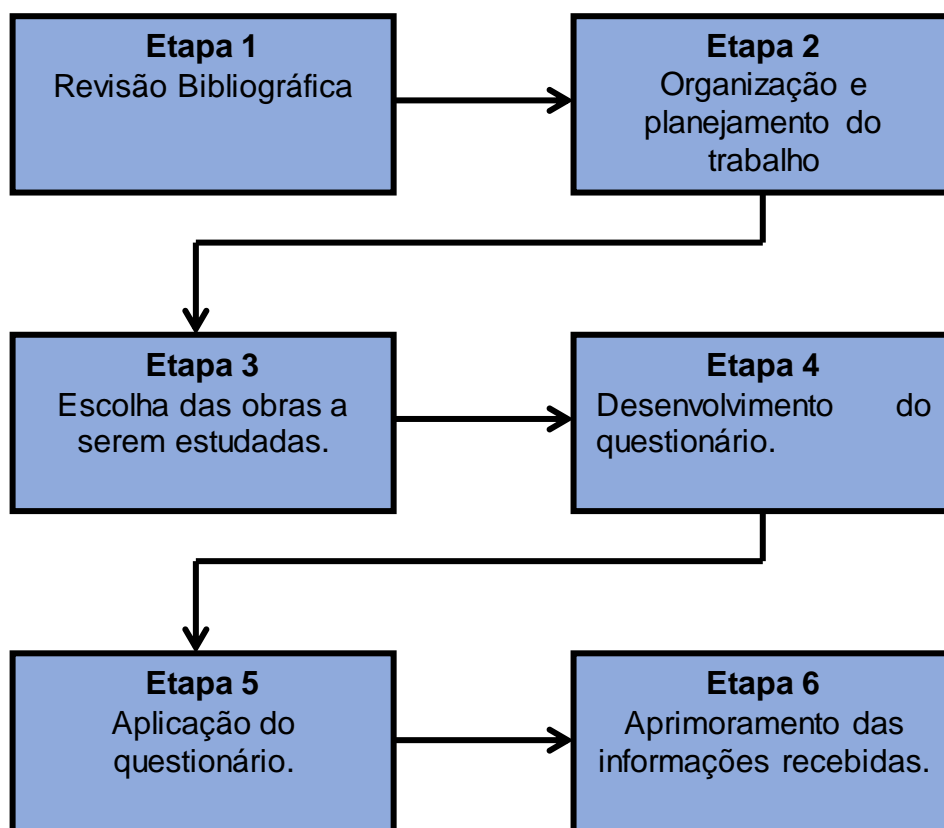 Etapa 1
Revisão Bibliográfica
Etapa 2
Organização e
planejamento do
trabalho
Etapa 3
Escolha das obras a
serem estudadas.
Etapa 4
Desenvolvimento do
questionário.
Etapa 5
Aplicação do
questionário.
Etapa 6
Aprimoramento das
informações recebidas.